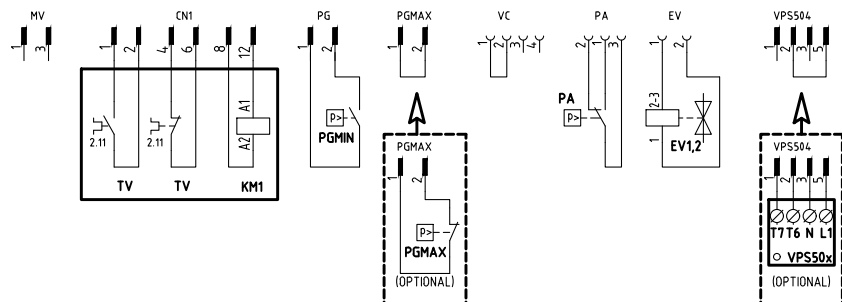 MV CN1 PG PGMAX VC PA EV VPS504
1 3 1 2 4 6 8 12 1 2 1 2 1 2 3 4 2 1 3 1 2 1 2 3 5
A1
2-3
PA
P>
P>
2.11 2.11
A2
1
PGMIN
EV1,2
PGMAX VPS504
TV TV KM1
1 2 1 2 3 5
P>
T7 T6 N L1
PGMAX
VPS50x
(OPTIONAL) (OPTIONAL)